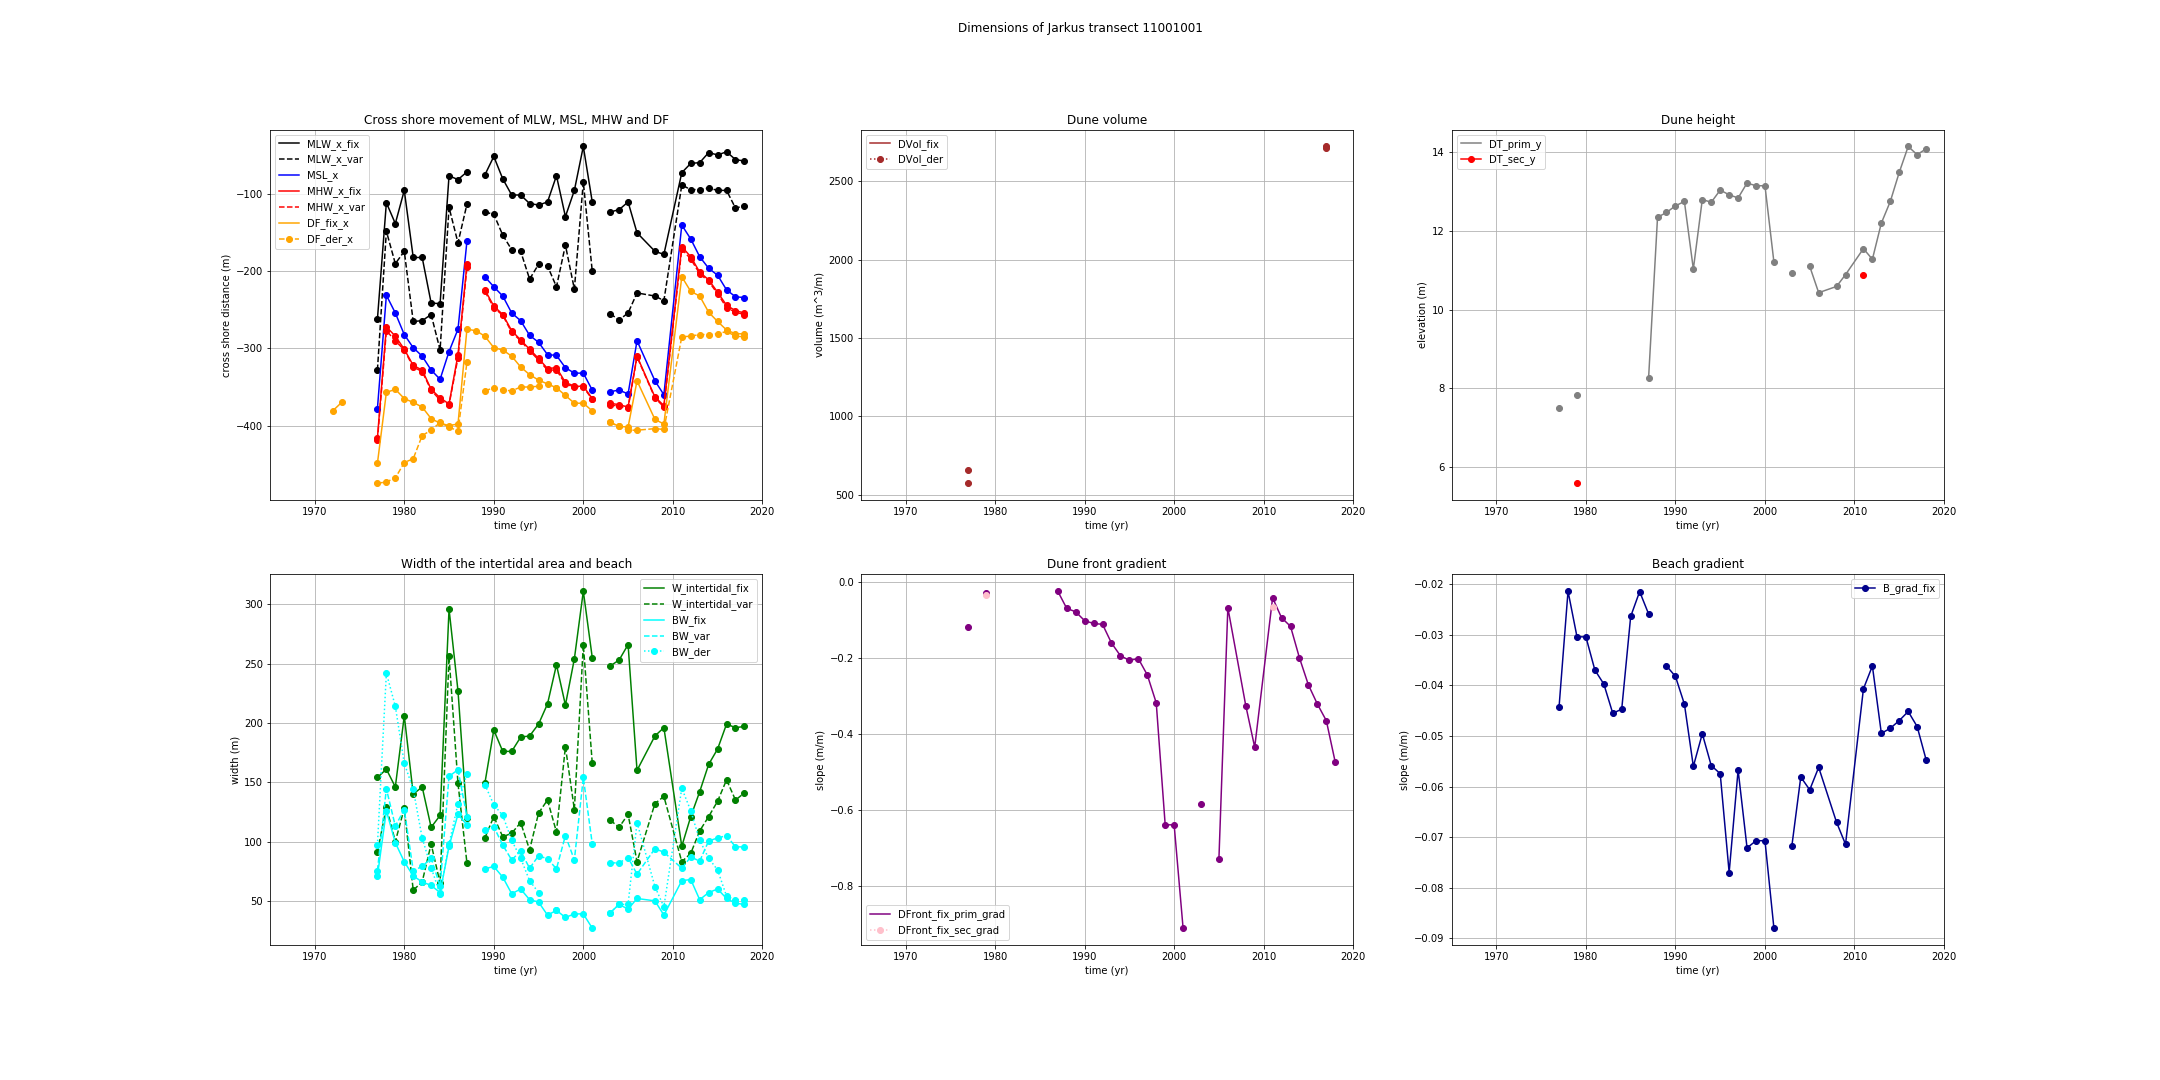 Dimensions of Jarkus transect 11001001
Cross shore movement of MLW, MSL, MHW and DF
MLW_x_fix
MLW_x_var
MSL_x
MHW_x_fix
MHW_x_var
DF_fix_x
DF_der_x
cross shore distance (m)
−100
−200
−300
−400
1970
1980
1990
2000
2010
2020
time (yr)
Dune volume
DVol_fix
DVol_der
volume (m^3/m)
2500
2000
1500
1000
500
1970
1980
1990
2000
2010
2020
time (yr)
Dune height
DT_prim_y
DT_sec_y
elevation (m)
14
12
10
8
6
1970
1980
1990
2000
2010
2020
time (yr)
Width of the intertidal area and beach
W_intertidal_fix
W_intertidal_var
BW_fix
BW_var
BW_der
width (m)
300
250
200
150
100
50
1970
1980
1990
2000
2010
2020
time (yr)
Dune front gradient
DFront_fix_prim_grad
DFront_fix_sec_grad
slope (m/m)
0.0
−0.2
−0.4
−0.6
−0.8
1970
1980
1990
2000
2010
2020
time (yr)
Beach gradient
B_grad_fix
slope (m/m)
−0.02
−0.03
−0.04
−0.05
−0.06
−0.07
−0.08
−0.09
1970
1980
1990
2000
2010
2020
time (yr)